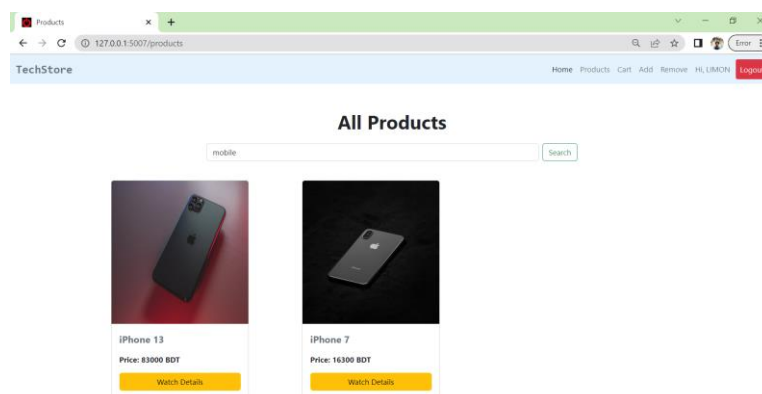 Products
127.0.0.1:5007/products
Error
TechStore
Home Products Cart Add Remove Hi, LIMON Logout
All Products
mobile
Search
iPhone 13
iPhone 7
Price: 83000 BDT
Price: 16300 BDT
Watch Details
Watch Details